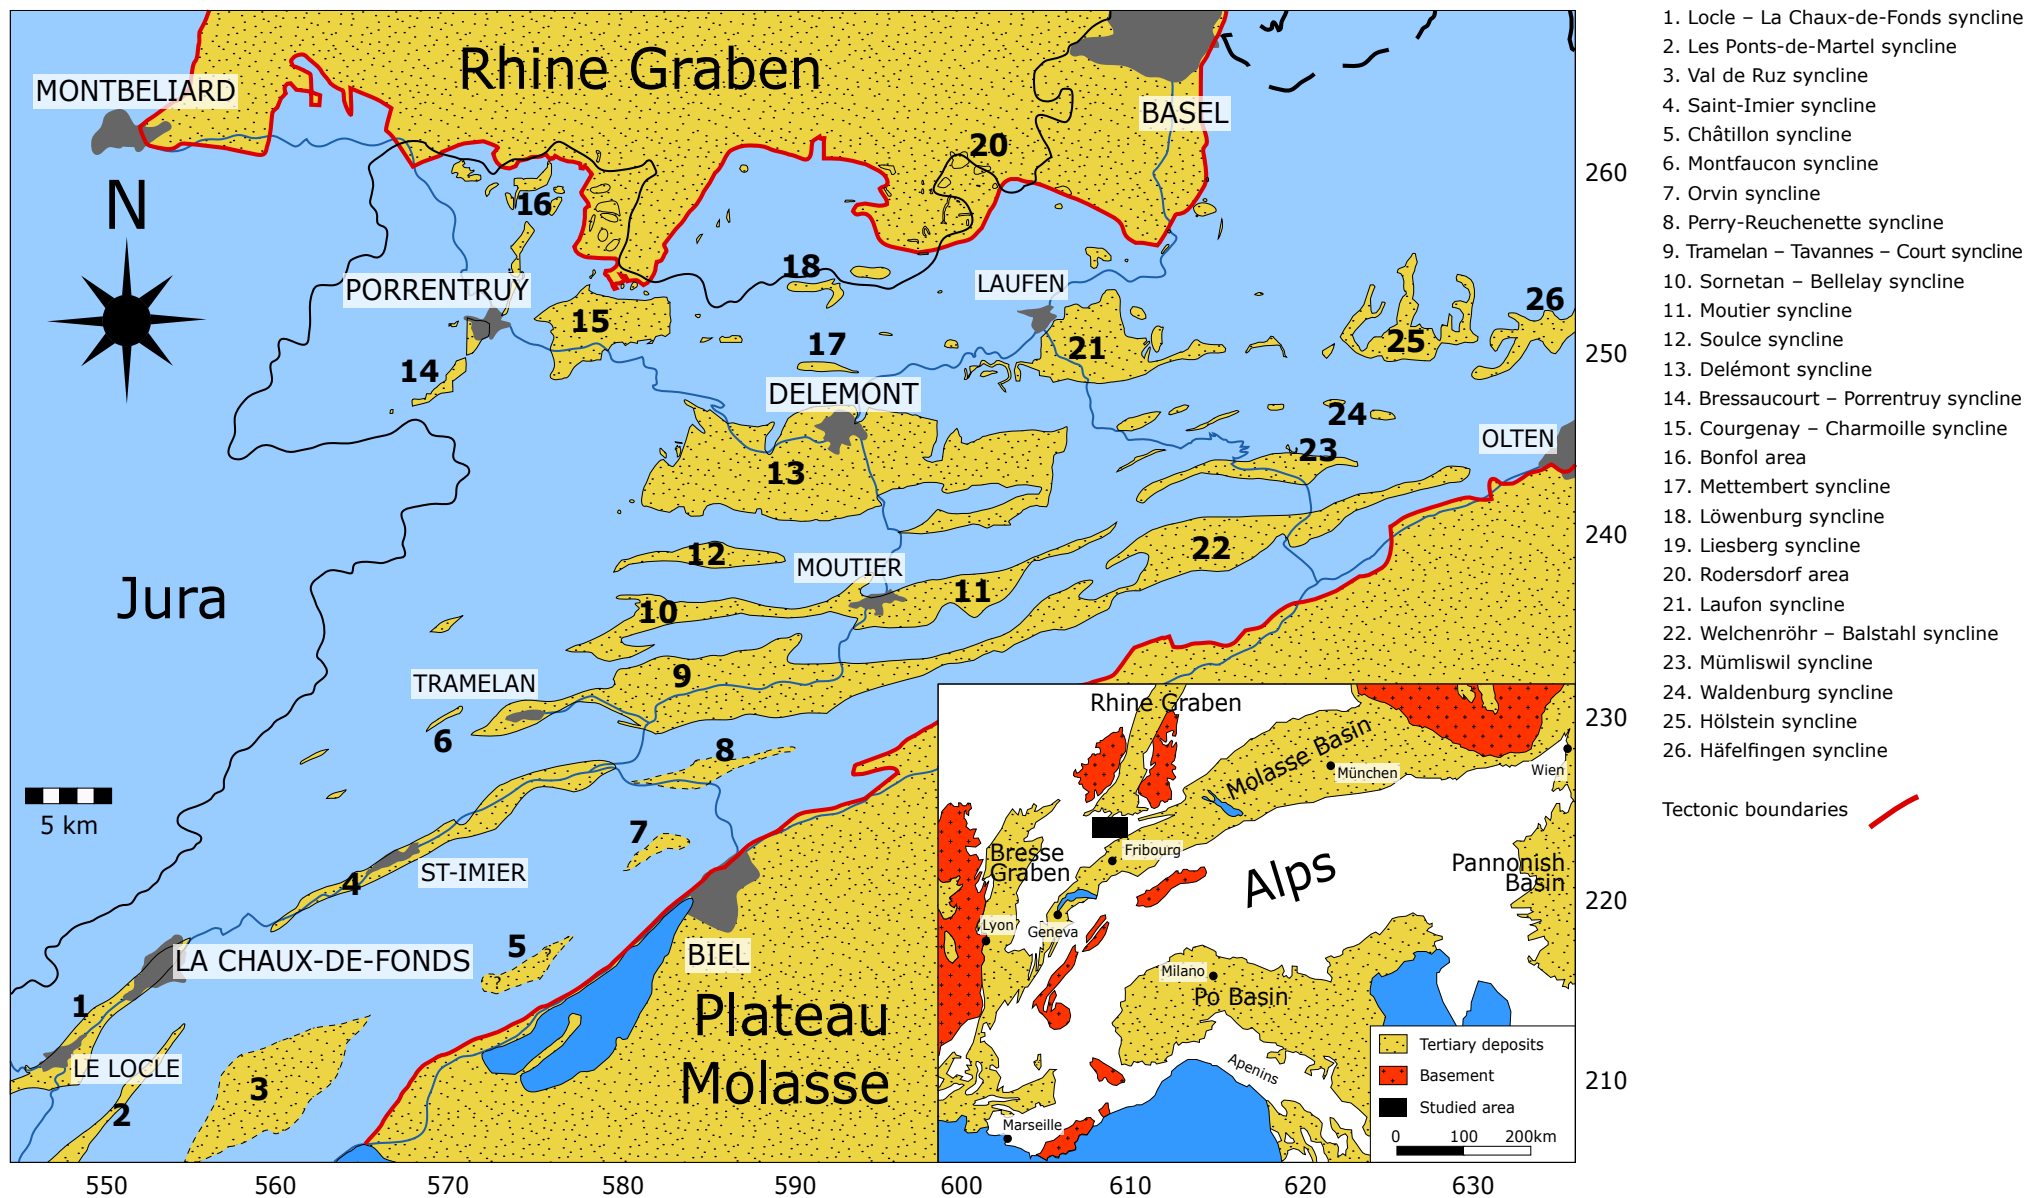 Rhine Graben
MONTBELIARD
BASEL
20
N
16
18
PORRENTRUY
LAUFEN
26
15
17
21
25
14
DELEMONT
24
OLTEN
23
13
12
MOUTIER
22
11
Jura
10
TRAMELAN
9
6
8
5 km
7
4
ST-IMIER
5
LA CHAUX-DE-FONDS
BIEL
1
Plateau
Molasse
LE LOCLE
3
2
?
260
250
240
230
220
210
550
560
570
580
590
600
610
620
630
Rhine Graben
Molasse Basin
München
Wien
Fribourg
Bresse
Graben
Alps
Pannonish
Basin
Lyon
Geneva
Milano
Po Basin
Apenins
Marseille
Tertiary deposits
Basement
Studied area
0 100 200km
1. Locle – La Chaux-de-Fonds syncline
2. Les Ponts-de-Martel syncline
3. Val de Ruz syncline
4. Saint-Imier syncline
5. Châtillon syncline
6. Montfaucon syncline
7. Orvin syncline
8. Perry-Reuchenette syncline
9. Tramelan – Tavannes – Court syncline
10. Sornetan – Bellelay syncline
11. Moutier syncline
12. Soulce syncline
13. Delémont syncline
14. Bressaucourt – Porrentruy syncline
15. Courgenay – Charmoille syncline
16. Bonfol area
17. Mettembert syncline
18. Löwenburg syncline
19. Liesberg syncline
20. Rodersdorf area
21. Laufon syncline
22. Welchenröhr – Balstahl syncline
23. Mümliswil syncline
24. Waldenburg syncline
25. Hölstein syncline
26. Häfelfingen syncline
Tectonic boundaries